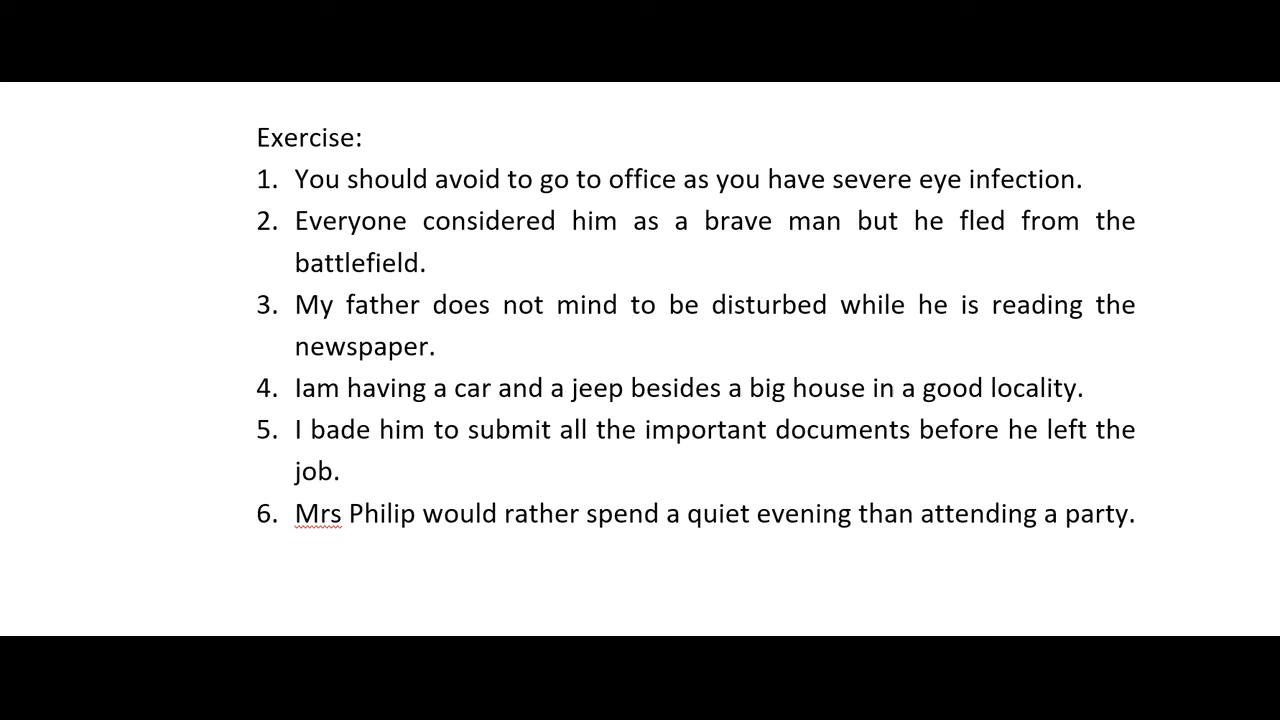 Exercise:
1. You should avoid to go to office as you have severe eye infection.
2. Everyone considered him as a brave man but he fled from the
battlefield.
3. My father does not mind to be disturbed while he is reading the
newspaper.
4. Iam having a car and a jeep besides a big house in a good locality.
5. I bade him to submit all the important documents before he left the
job.
6. Mrs Philip would rather spend a quiet evening than attending a party.